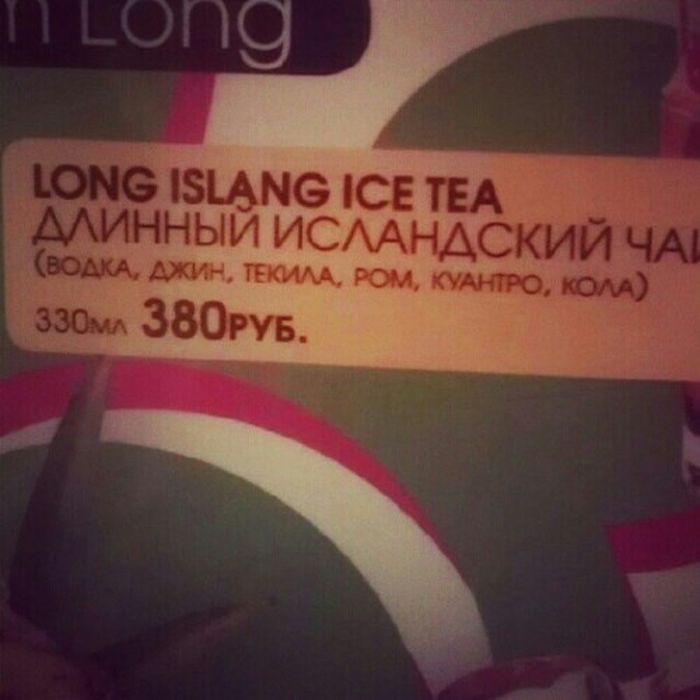 m Long
LONG ISLANG ICE TEA
ДЛИННЫЙ ИСЛАНДСКИЙ ЧАЙ
(ВОДКА, ДЖИН, ТЕКИЛА, РОМ, КУАНТРО, КОЛА)
330МЛ 380РУБ.